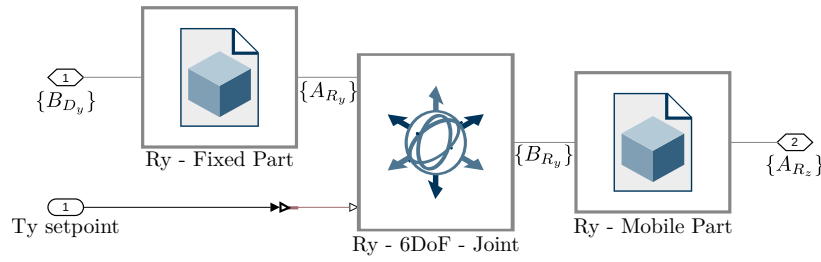 1
{B_{D_y}}
Ry - Fixed Part
{A_{R_y}}
1
Ty setpoint
Ry - 6DoF - Joint
{B_{R_y}}
Ry - Mobile Part
2
{A_{R_z}}